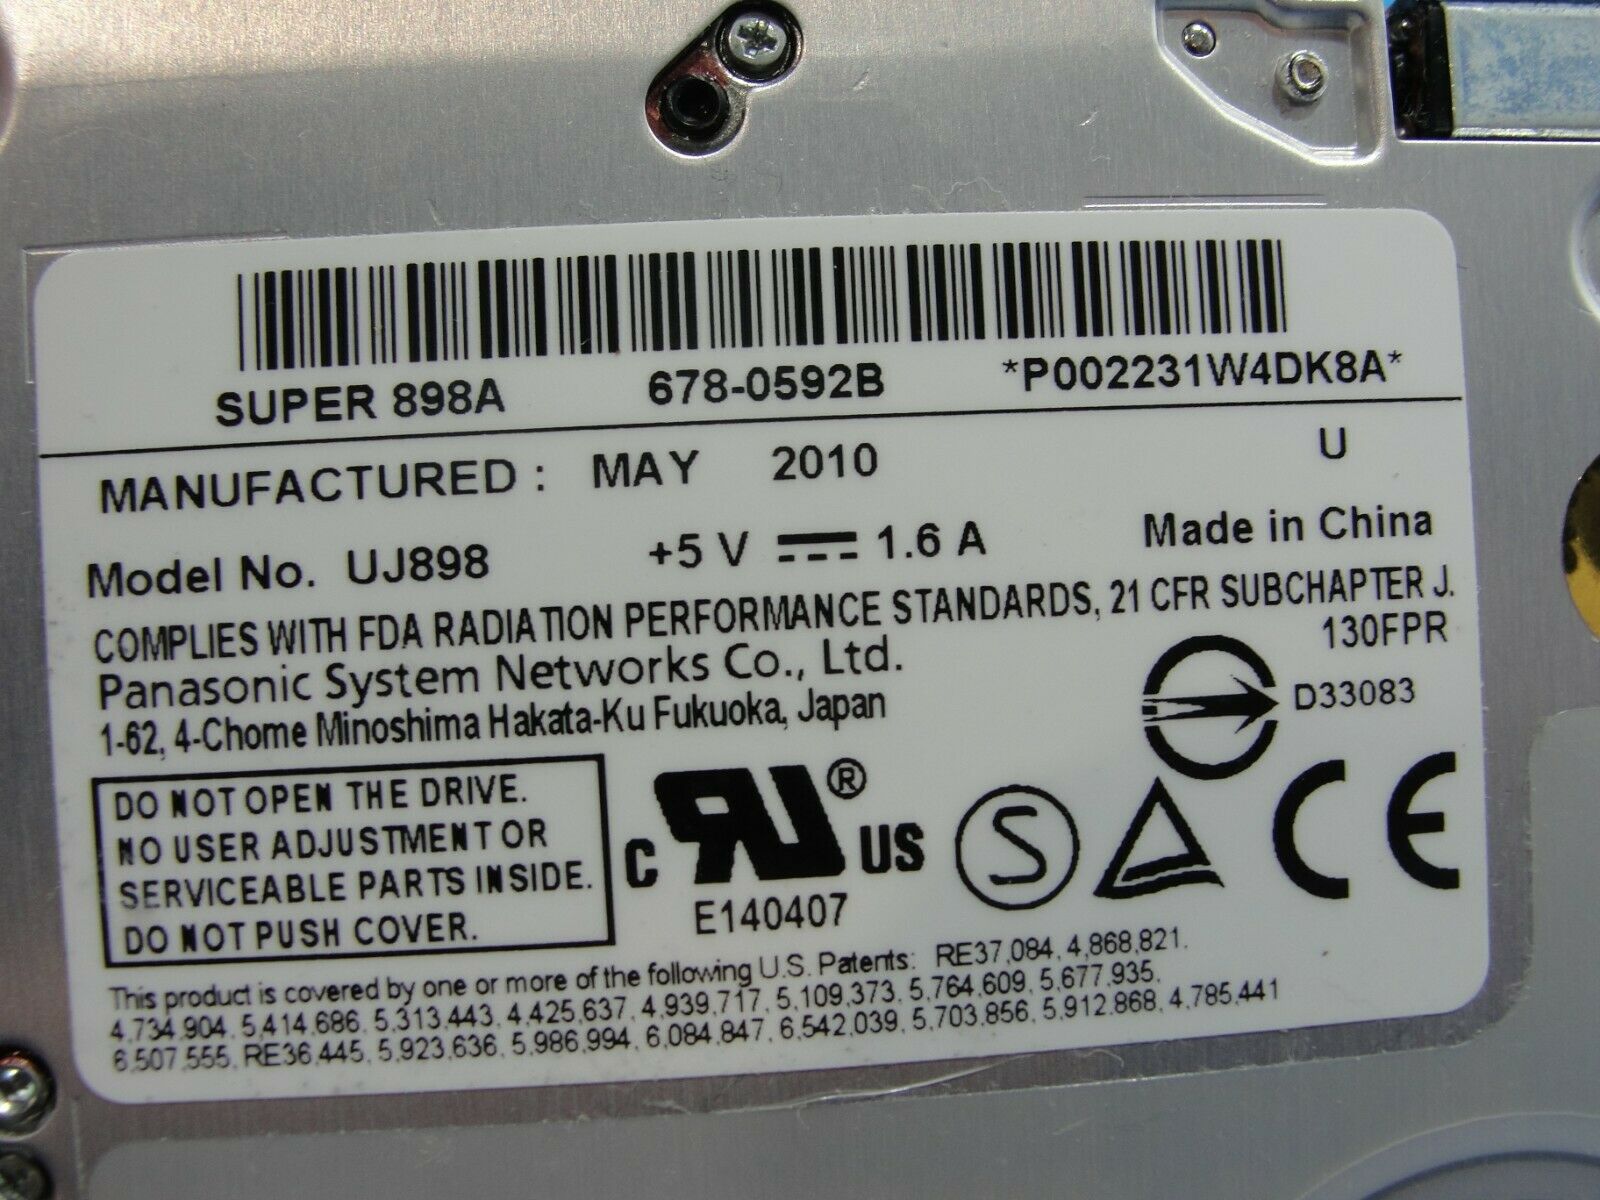 SUPER 898A 678-0592B *P002231W4DK8A*
MANUFACTURED : MAY 2010 U
Model No. UJ898 +5 V 1.6 A Made in China
COMPLIES WITH FDA RADIATION PERFORMANCE STANDARDS, 21 CFR SUBCHAPTER J.
130FPR
Panasonic System Networks Co., Ltd.
1-62, 4-Chome Minoshima Hakata-Ku Fukuoka, Japan
D33083
DO NOT OPEN THE DRIVE.
NO USER ADJUSTMENT OR
SERVICEABLE PARTS INSIDE.
DO NOT PUSH COVER.
C RU ® US S CE
E140407
This product is covered by one or more of the following U.S. Patents: RE37,084, 4,868,821,
4,734,904, 5,414,686, 5,313,443, 4,425,637, 4,939,717, 5,109,373, 5,764,609, 5,677,935,
6,507,555, RE36,445, 5,923,636, 5,986,994, 6,084,847, 6,542,039, 5,703,856, 5,912,868, 4,785,441